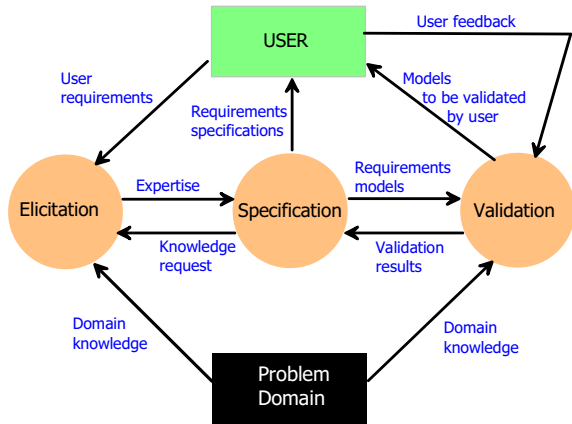 User feedback
USER
User
requirements
Models
to be validated
by user
Requirements
specifications
Elicitation
Expertise
Specification
Requirements
models
Validation
Knowledge
request
Validation
results
Domain
knowledge
Domain
knowledge
Problem
Domain